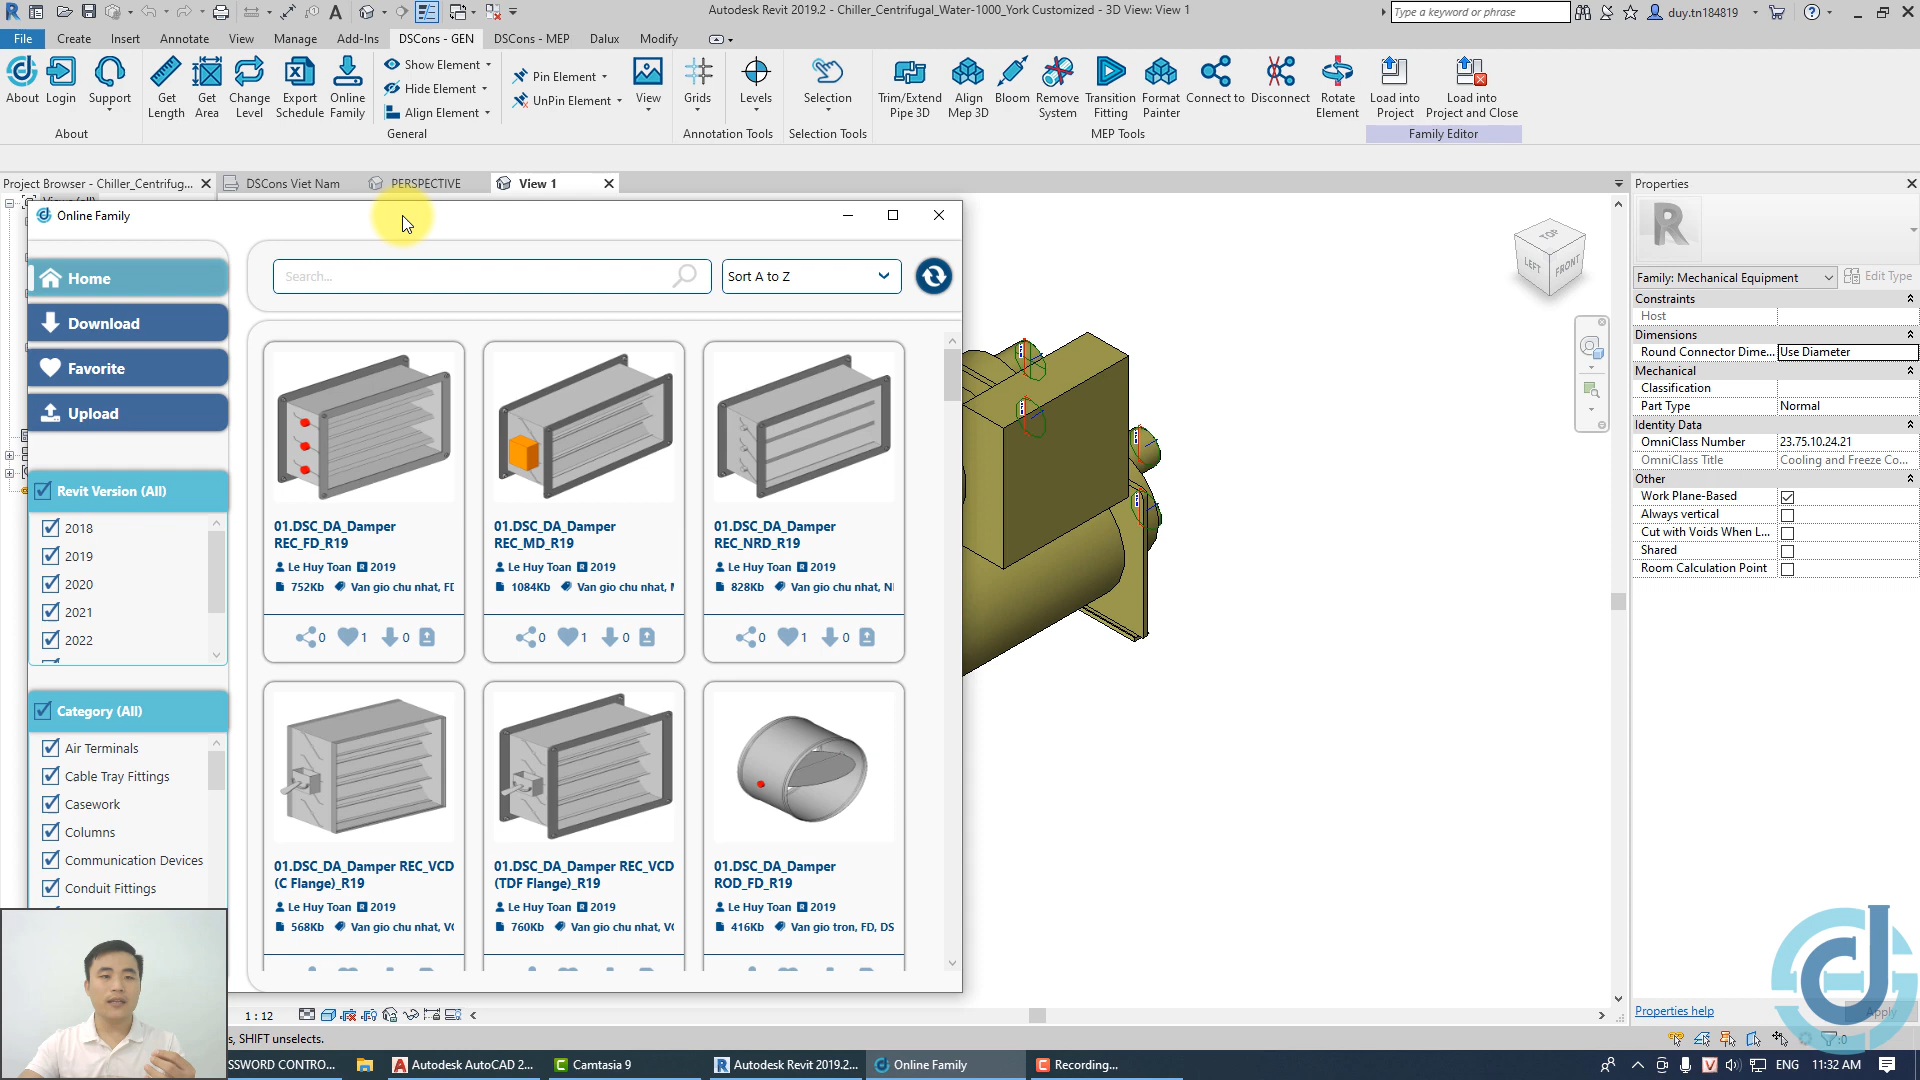 Autodesk Revit 2019.2 - Chiller_Centrifugal_Water-1000_York Customized - 3D View: View 1
Type a keyword or phrase
duy.tn184819
File Create Insert Annotate View Manage Add-Ins DSCons - GEN DSCons - MEP Dalux Modify
About Login Support
Get Length
Get Area
Change Level
Export Schedule
Online Family
Show Element
Hide Element
Align Element
Pin Element
UnPin Element
View
Grids
Levels
Selection
Trim/Extend Pipe 3D
Align Mep 3D
Bloom
Remove System
Transition Fitting
Format Painter
Connect to
Disconnect
Rotate Element
Load into Project
Load into Project and Close
About General Annotation Tools Selection Tools MEP Tools Family Editor
Project Browser - Chiller_Centrifug...
DSCons Viet Nam PERSPECTIVE View 1
Online Family
Home
Download
Favorite
Upload
Search...
Sort A to Z
Revit Version (All)
2018
2019
2020
2021
2022
Category (All)
Air Terminals
Cable Tray Fittings
Casework
Columns
Communication Devices
Conduit Fittings
01.DSC_DA_Damper
REC_FD_R19
Le Huy Toan 2019
752Kb Van gio chu nhat, FD
0 1 0
01.DSC_DA_Damper
REC_MD_R19
Le Huy Toan 2019
1084Kb Van gio chu nhat,
0 1 0
01.DSC_DA_Damper
REC_NRD_R19
Le Huy Toan 2019
828Kb Van gio chu nhat,
0 1 0
01.DSC_DA_Damper REC_VCD
(C Flange)_R19
Le Huy Toan 2019
568Kb Van gio chu nhat,
01.DSC_DA_Damper REC_VCD
(TDF Flange)_R19
Le Huy Toan 2019
760Kb Van gio chu nhat,
01.DSC_DA_Damper
ROD_FD_R19
Le Huy Toan 2019
416Kb Van gio tron, FD, DS
TOP
LEFT
FRONT
Properties
Family: Mechanical Equipment
Edit Type
Constraints
Host
Dimensions
Round Connector Dime... Use Diameter
Mechanical
Classification
Part Type Normal
Identity Data
OmniClass Number 23.75.10.24.21
OmniClass Title Cooling and Freeze Co...
Other
Work Plane-Based
Always vertical
Cut with Voids When L...
Shared
Room Calculation Point
Properties help
Apply
1 : 12
s, SHIFT unselects.
:0
SSWORD CONTRO...
Autodesk AutoCAD 2...
Camtasia 9
Autodesk Revit 2019.2...
Online Family
Recording...
ENG
11:32 AM